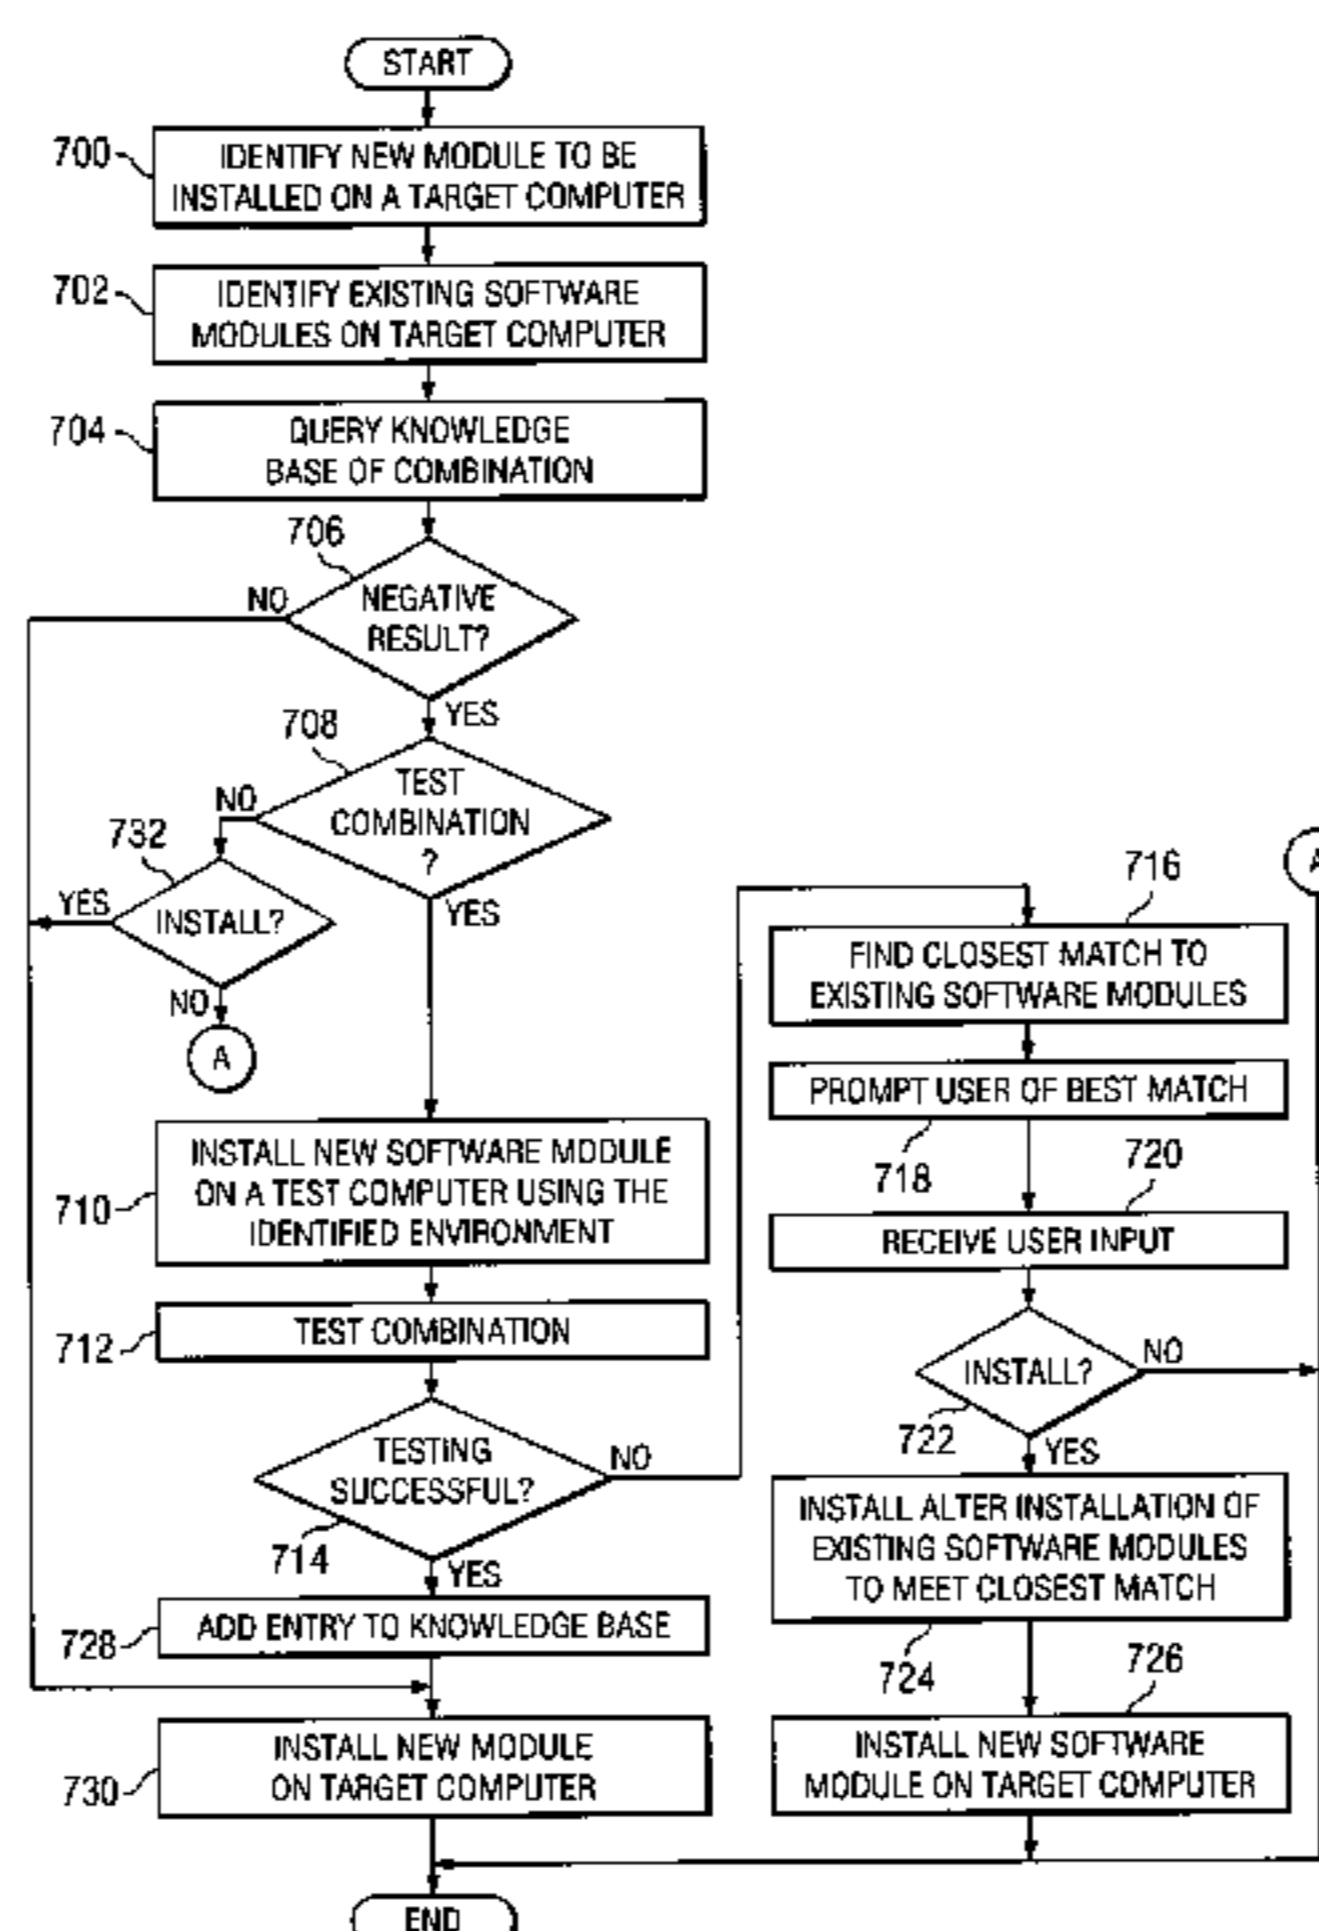 START
700
IDENTIFY NEW MODULE TO BE
INSTALLED ON A TARGET COMPUTER
702
IDENTIFY EXISTING SOFTWARE
MODULES ON TARGET COMPUTER
704
QUERY KNOWLEDGE
BASE OF COMBINATION
706
NO
NEGATIVE
RESULT?
YES
708
NO
TEST
COMBINATION
?
YES
732
YES
INSTALL?
NO
A
710
INSTALL NEW SOFTWARE MODULE
ON A TEST COMPUTER USING THE
IDENTIFIED ENVIRONMENT
712
TEST COMBINATION
TESTING
SUCCESSFUL?
NO
714
YES
728
ADD ENTRY TO KNOWLEDGE BASE
730
INSTALL NEW MODULE
ON TARGET COMPUTER
END
A
716
FIND CLOSEST MATCH TO
EXISTING SOFTWARE MODULES
PROMPT USER OF BEST MATCH
718
720
RECEIVE USER INPUT
INSTALL?
NO
722
YES
INSTALL ALTER INSTALLATION OF
EXISTING SOFTWARE MODULES
TO MEET CLOSEST MATCH
724
726
INSTALL NEW SOFTWARE
MODULE ON TARGET COMPUTER